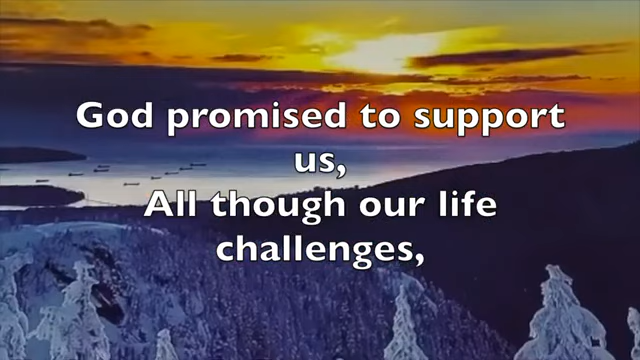 God promised to support
us,
All though our life
challenges,